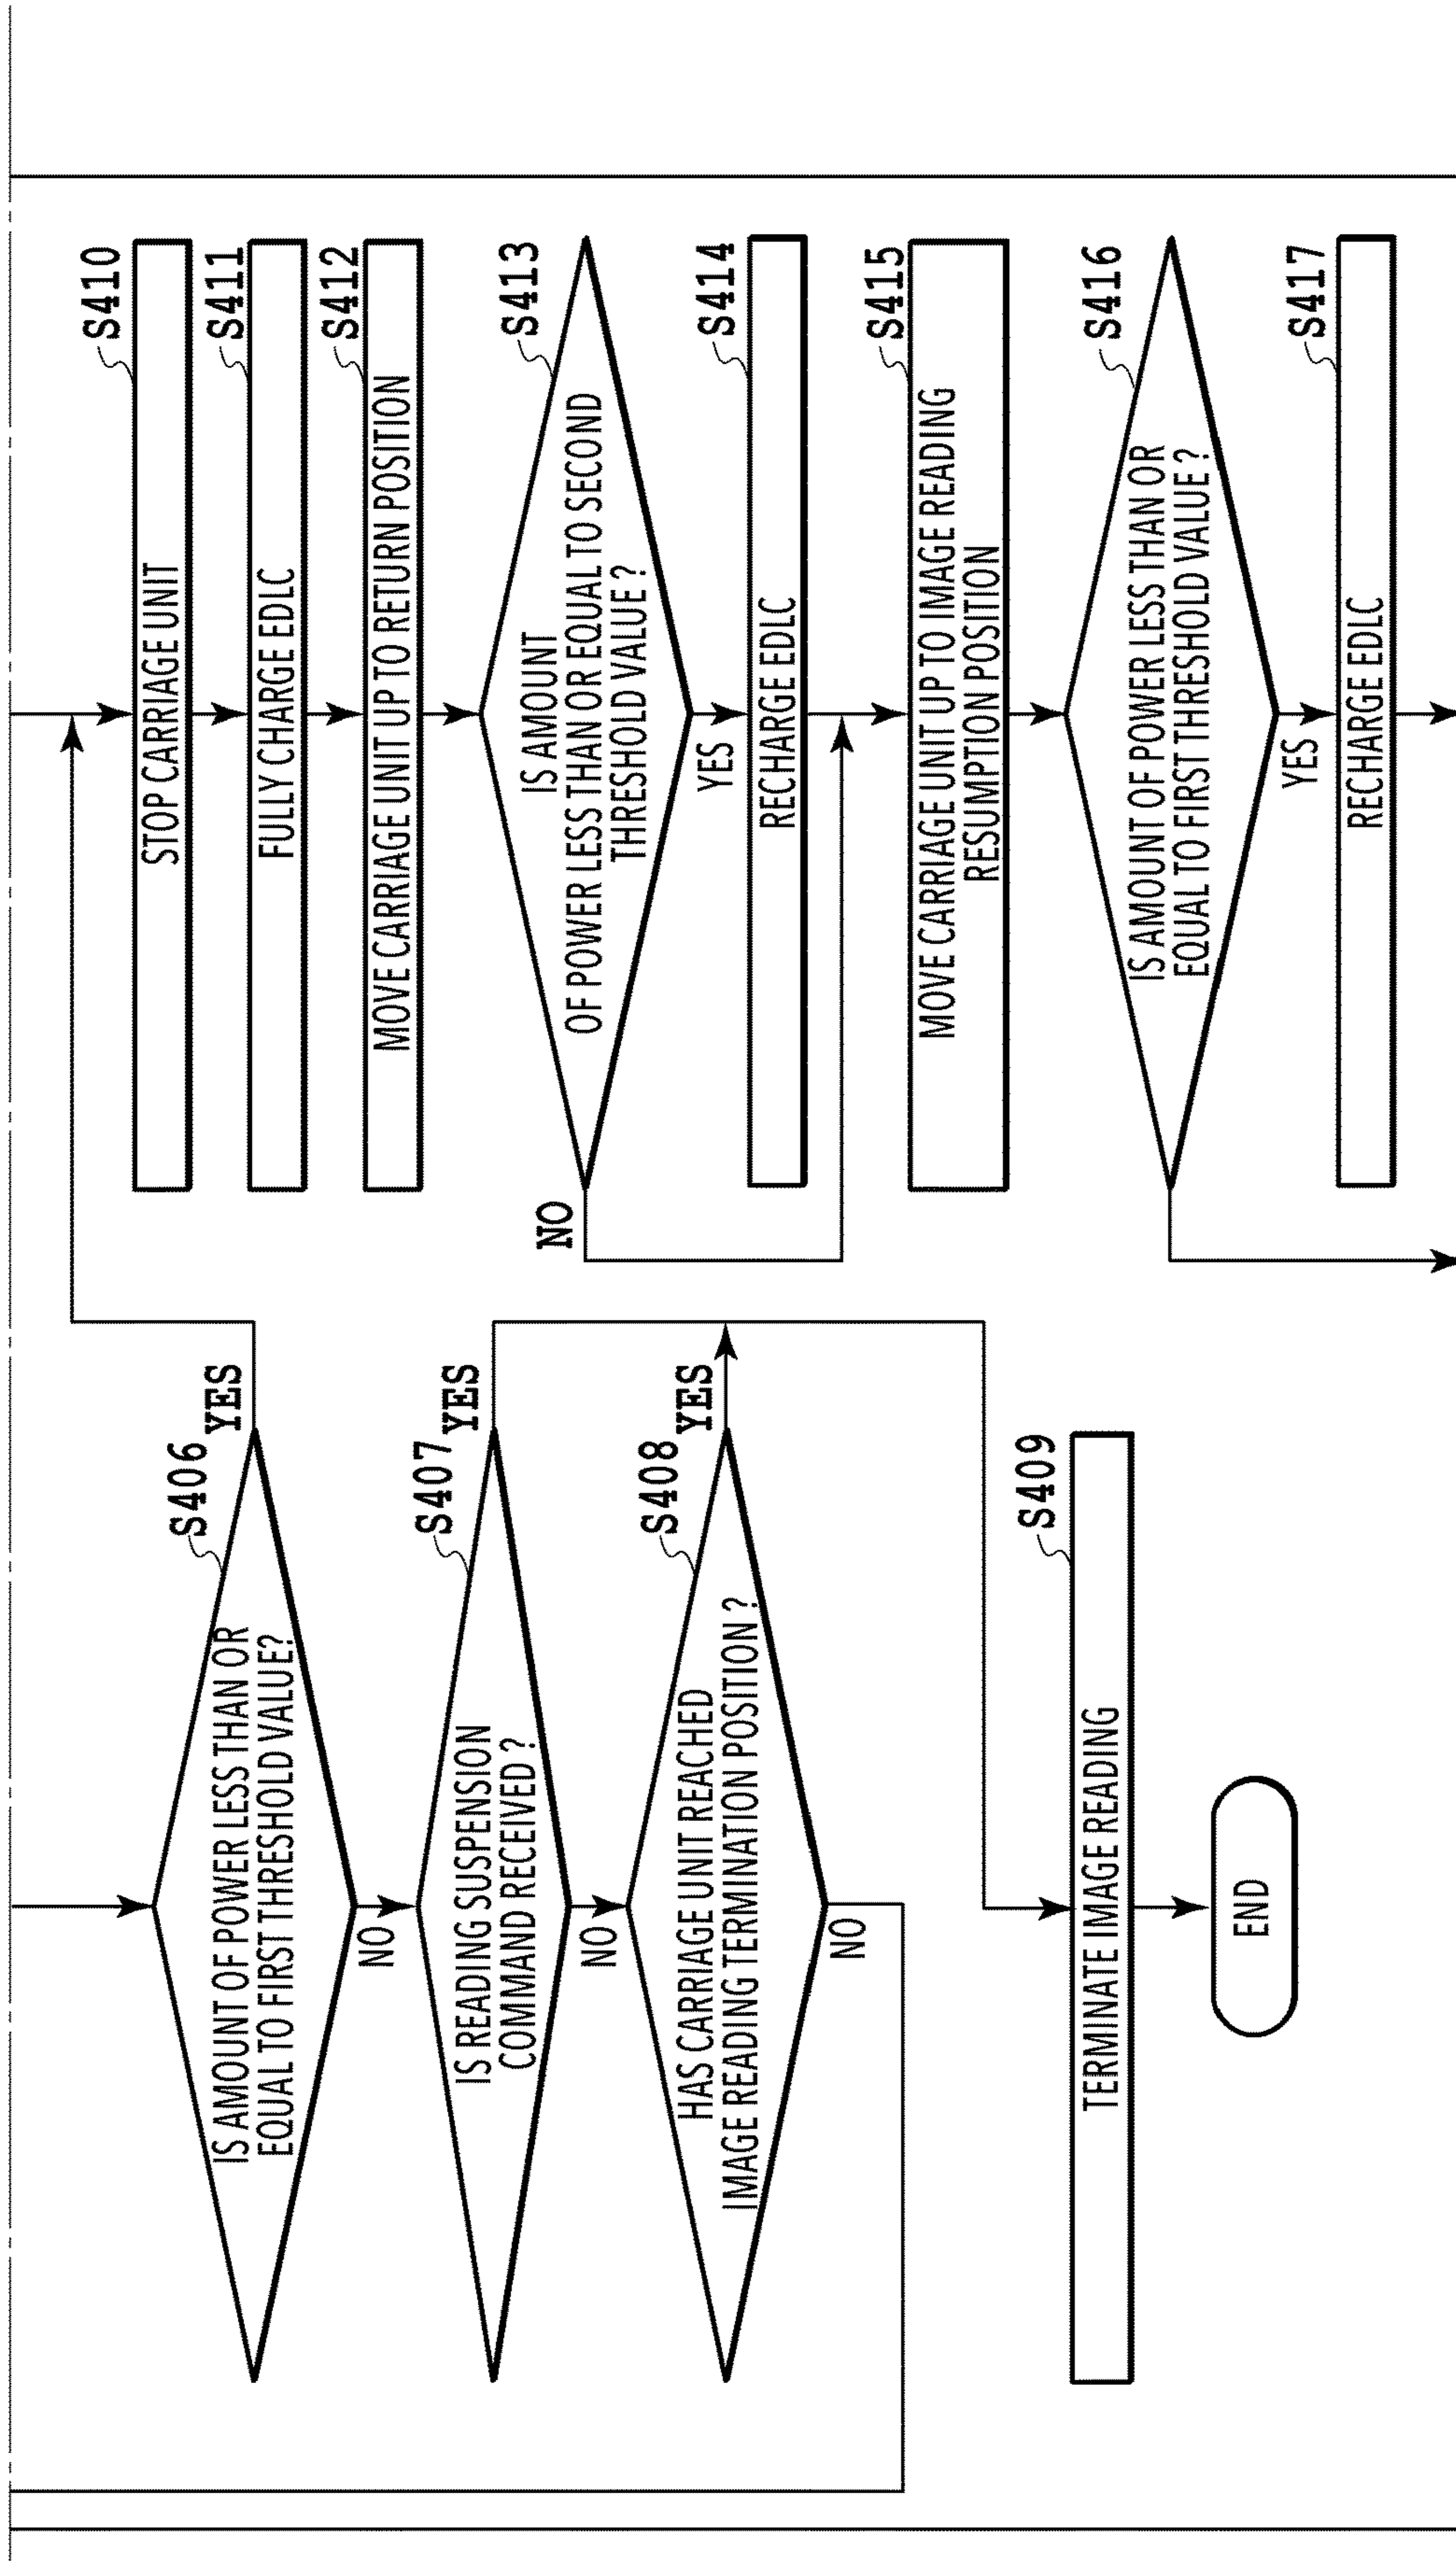 S406
IS AMOUNT OF POWER LESS THAN OR
EQUAL TO FIRST THRESHOLD VALUE?
YES
NO
S407
IS READING SUSPENSION
COMMAND RECEIVED ?
YES
NO
S408
HAS CARRIAGE UNIT REACHED
IMAGE READING TERMINATION POSITION ?
YES
NO
S409
TERMINATE IMAGE READING
END
S410
STOP CARRIAGE UNIT
S411
FULLY CHARGE EDLC
S412
MOVE CARRIAGE UNIT UP TO RETURN POSITION
S413
IS AMOUNT
OF POWER LESS THAN OR EQUAL TO SECOND
THRESHOLD VALUE ?
NO
YES
S414
RECHARGE EDLC
S415
MOVE CARRIAGE UNIT UP TO IMAGE READING
RESUMPTION POSITION
S416
IS AMOUNT OF POWER LESS THAN OR
EQUAL TO FIRST THRESHOLD VALUE ?
YES
S417
RECHARGE EDLC